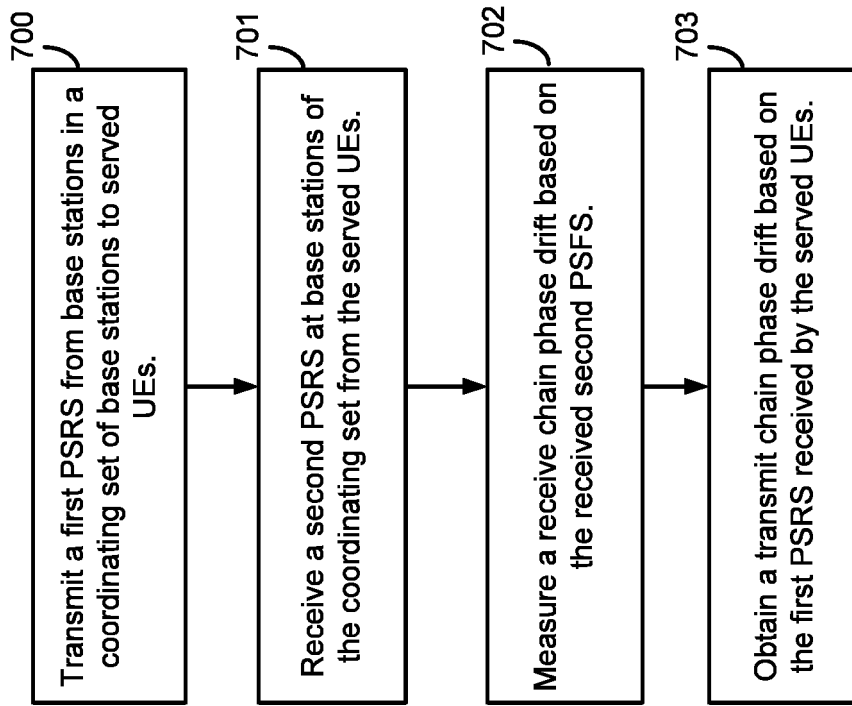 700
Transmit a first PSRS from base stations in a
coordinating set of base stations to served
UEs.
701
Receive a second PSRS at base stations of
the coordinating set from the served UEs.
702
Measure a receive chain phase drift based on
the received second PSFS.
703
Obtain a transmit chain phase drift based on
the first PSRS received by the served UEs.